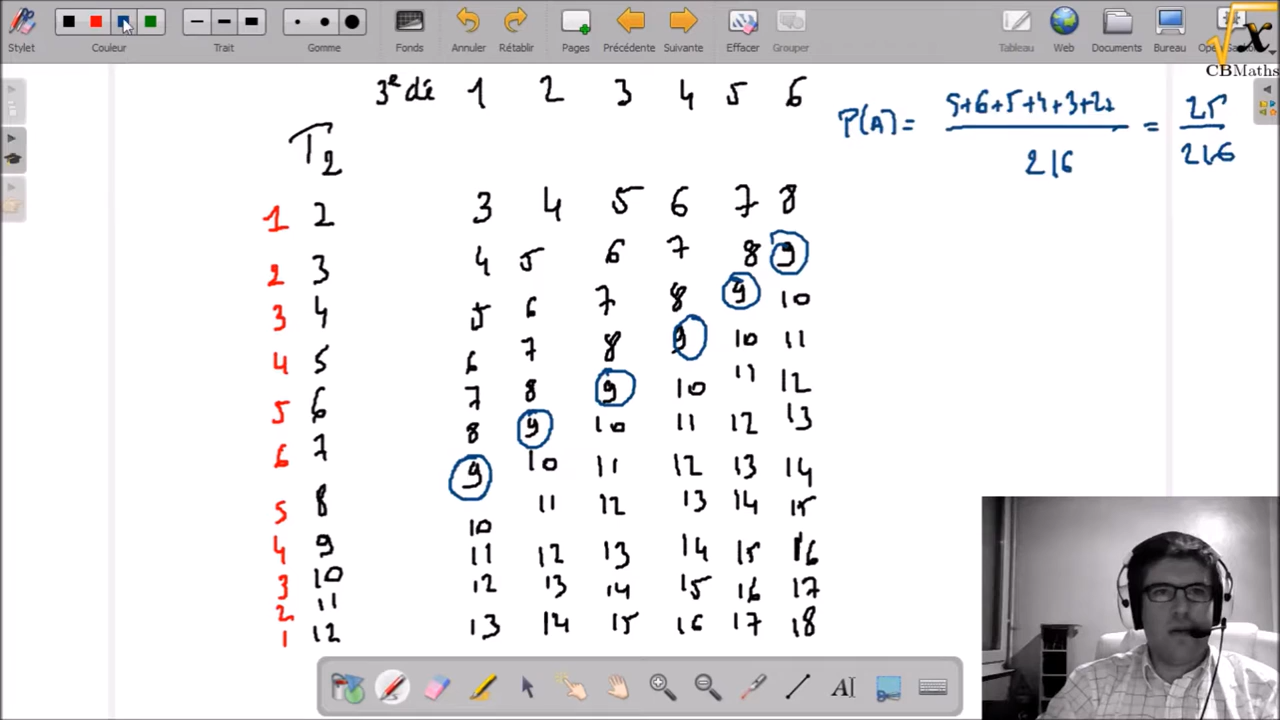 Stylet Couleur Trait Gomme Fonds Annuler Rétablir Pages Précédente Suivante Effacer Grouper Tableau Web Documents Bureau
√x
CBMaths
3e dé 1 2 3 4 5 6
P(A) = 5+6+5+4+3+2+ / 216 = 25 / 216
T2
1 2 3 4 5 6 7 8
2 3 4 5 6 7 8 9
3 4 5 6 7 8 9 10
4 5 6 7 8 9 10 11
5 6 7 8 9 10 11 12
6 7 8 9 10 11 12 13
5 8 9 10 11 12 13 14
4 9 10 11 12 13 14 15
3 10 11 12 13 14 15 16
2 11 12 13 14 15 16 17
1 12 13 14 15 16 17 18